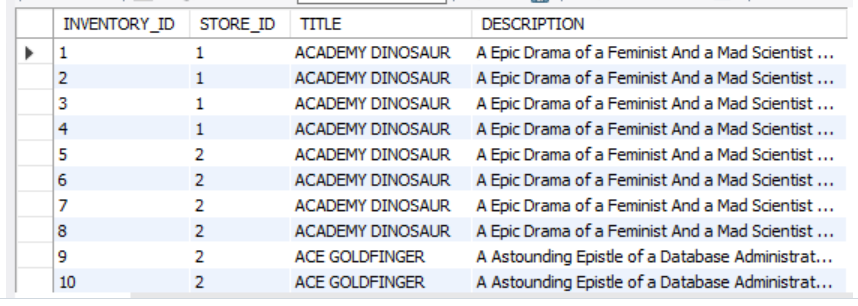 INVENTORY_ID STORE_ID TITLE DESCRIPTION
1 1 ACADEMY DINOSAUR A Epic Drama of a Feminist And a Mad Scientist ...
2 1 ACADEMY DINOSAUR A Epic Drama of a Feminist And a Mad Scientist ...
3 1 ACADEMY DINOSAUR A Epic Drama of a Feminist And a Mad Scientist ...
4 1 ACADEMY DINOSAUR A Epic Drama of a Feminist And a Mad Scientist ...
5 2 ACADEMY DINOSAUR A Epic Drama of a Feminist And a Mad Scientist ...
6 2 ACADEMY DINOSAUR A Epic Drama of a Feminist And a Mad Scientist ...
7 2 ACADEMY DINOSAUR A Epic Drama of a Feminist And a Mad Scientist ...
8 2 ACADEMY DINOSAUR A Epic Drama of a Feminist And a Mad Scientist ...
9 2 ACE GOLDFINGER A Astounding Epistle of a Database Administrat...
10 2 ACE GOLDFINGER A Astounding Epistle of a Database Administrat...